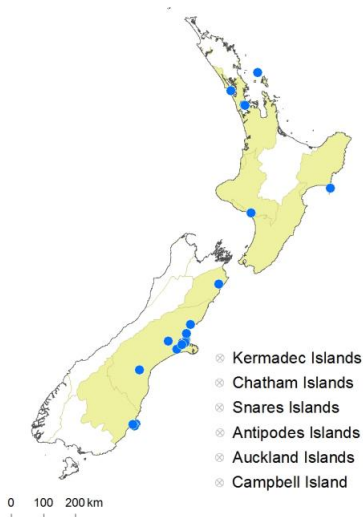 Kermadec Islands
Chatham Islands
Snares Islands
Antipodes Islands
Auckland Islands
Campbell Island
0 100 200 km